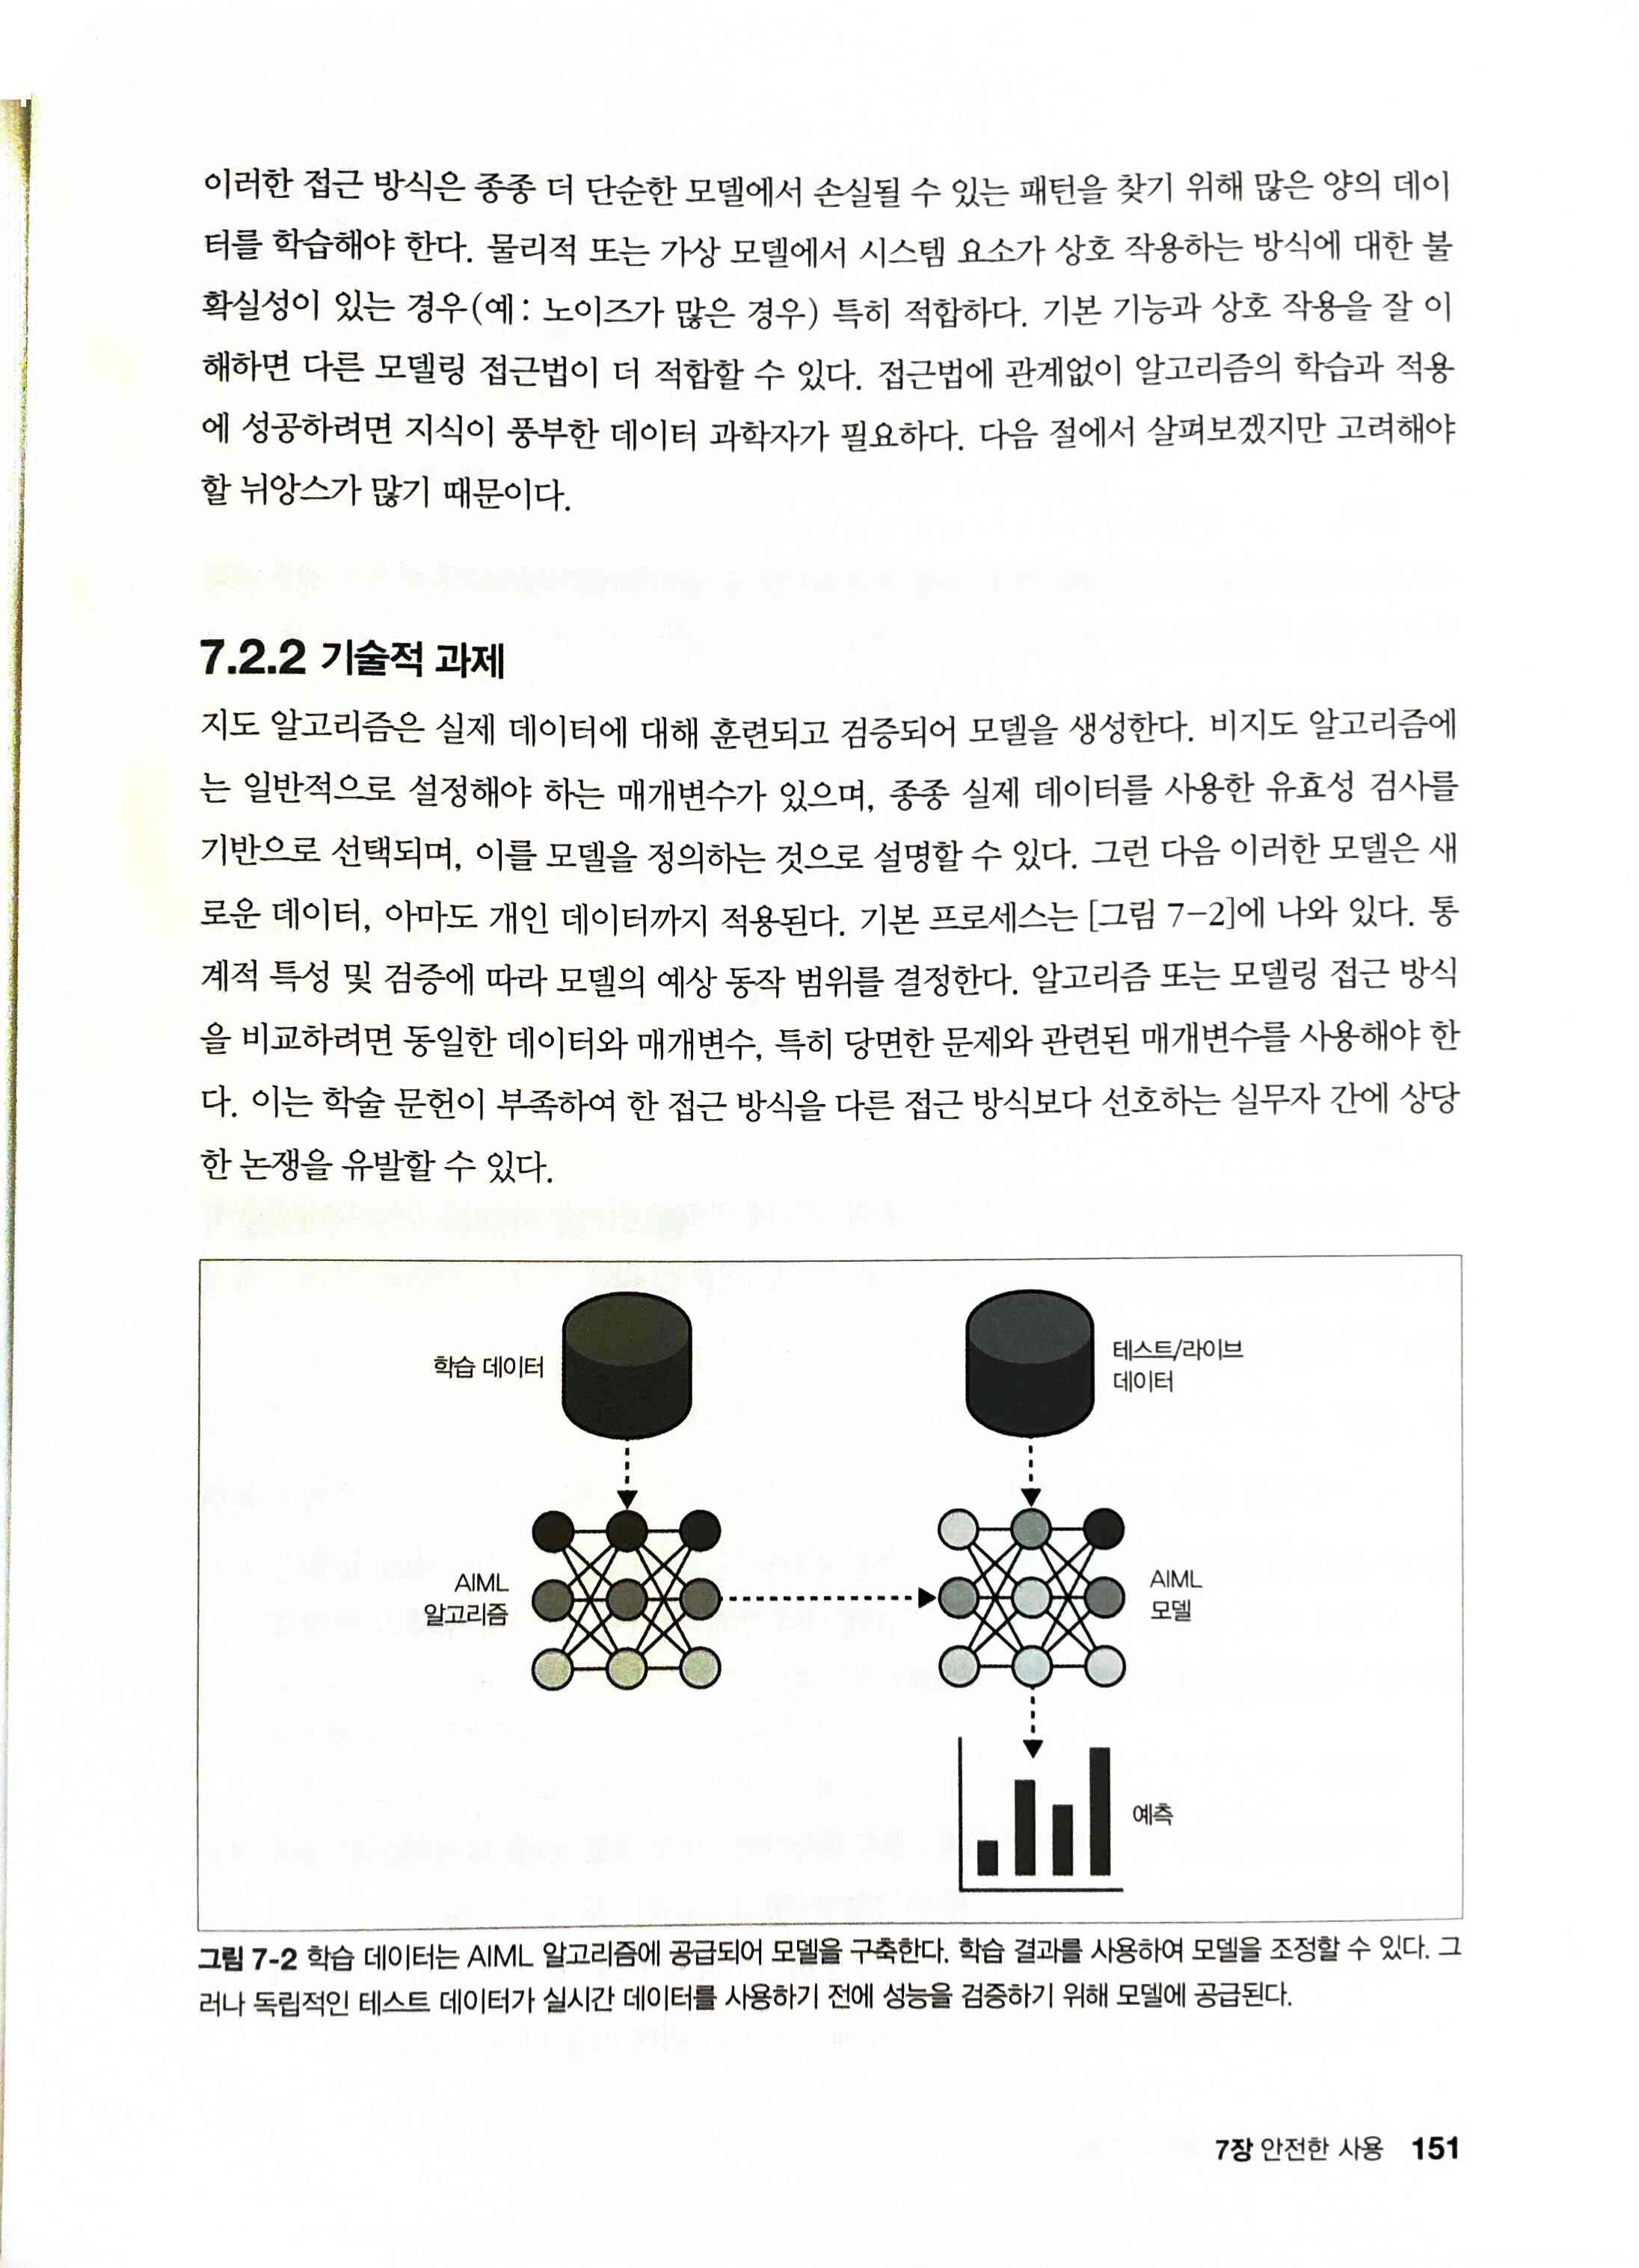 이러한 접근 방식은 종종 더 단순한 모델에서 손실될 수 있는 패턴을 찾기 위해 많은 양의 데이
터를 학습해야 한다. 물리적 또는 가상 모델에서 시스템 요소가 상호 작용하는 방식에 대한 불
확실성이 있는 경우(예: 노이즈가 많은 경우) 특히 적합하다. 기본 기능과 상호 작용을 잘 이
해하면 다른 모델링 접근법이 더 적합할 수 있다. 접근법에 관계없이 알고리즘의 학습과 적용
에 성공하려면 지식이 풍부한 데이터 과학자가 필요하다. 다음 절에서 살펴보겠지만 고려해야
할 뉘앙스가 많기 때문이다.
7.2.2 기술적 과제
지도 알고리즘은 실제 데이터에 대해 훈련되고 검증되어 모델을 생성한다. 비지도 알고리즘에
는 일반적으로 설정해야 하는 매개변수가 있으며, 종종 실제 데이터를 사용한 유효성 검사를
기반으로 선택되며, 이를 모델을 정의하는 것으로 설명할 수 있다. 그런 다음 이러한 모델은 새
로운 데이터, 아마도 개인 데이터까지 적용된다. 기본 프로세스는 [그림 7-2]에 나와 있다. 통
계적 특성 및 검증에 따라 모델의 예상 동작 범위를 결정한다. 알고리즘 또는 모델링 접근 방식
을 비교하려면 동일한 데이터와 매개변수, 특히 당면한 문제와 관련된 매개변수를 사용해야 한
다. 이는 학술 문헌이 부족하여 한 접근 방식을 다른 접근 방식보다 선호하는 실무자 간에 상당
한 논쟁을 유발할 수 있다.
학습 데이터
테스트/라이브
데이터
AIML
알고리즘
AIML
모델
예측
그림 7-2 학습 데이터는 AIML 알고리즘에 공급되어 모델을 구축한다. 학습 결과를 사용하여 모델을 조정할 수 있다. 그
러나 독립적인 테스트 데이터가 실시간 데이터를 사용하기 전에 성능을 검증하기 위해 모델에 공급된다.
7장 안전한 사용 151